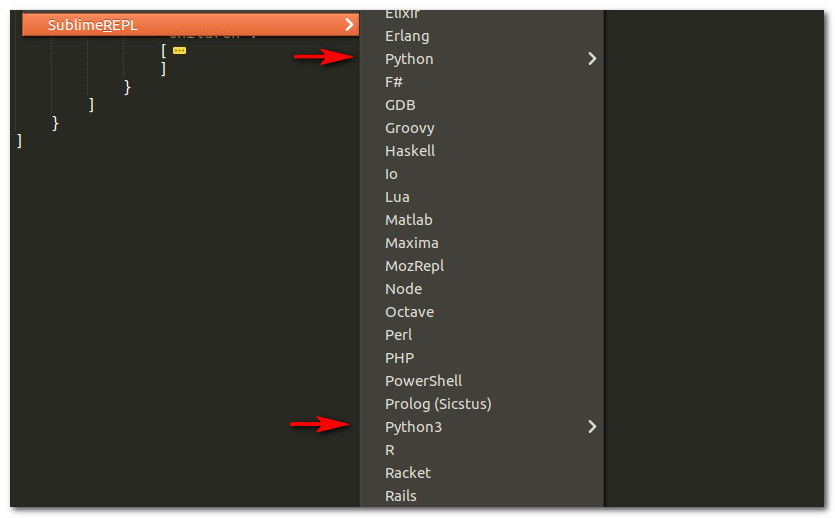 SublimeREPL
"children":
[
]
}
]
}
]
Elixir
Erlang
Python
F#
GDB
Groovy
Haskell
Io
Lua
Matlab
Maxima
MozRepl
Node
Octave
Perl
PHP
PowerShell
Prolog (Sicstus)
Python3
R
Racket
Rails